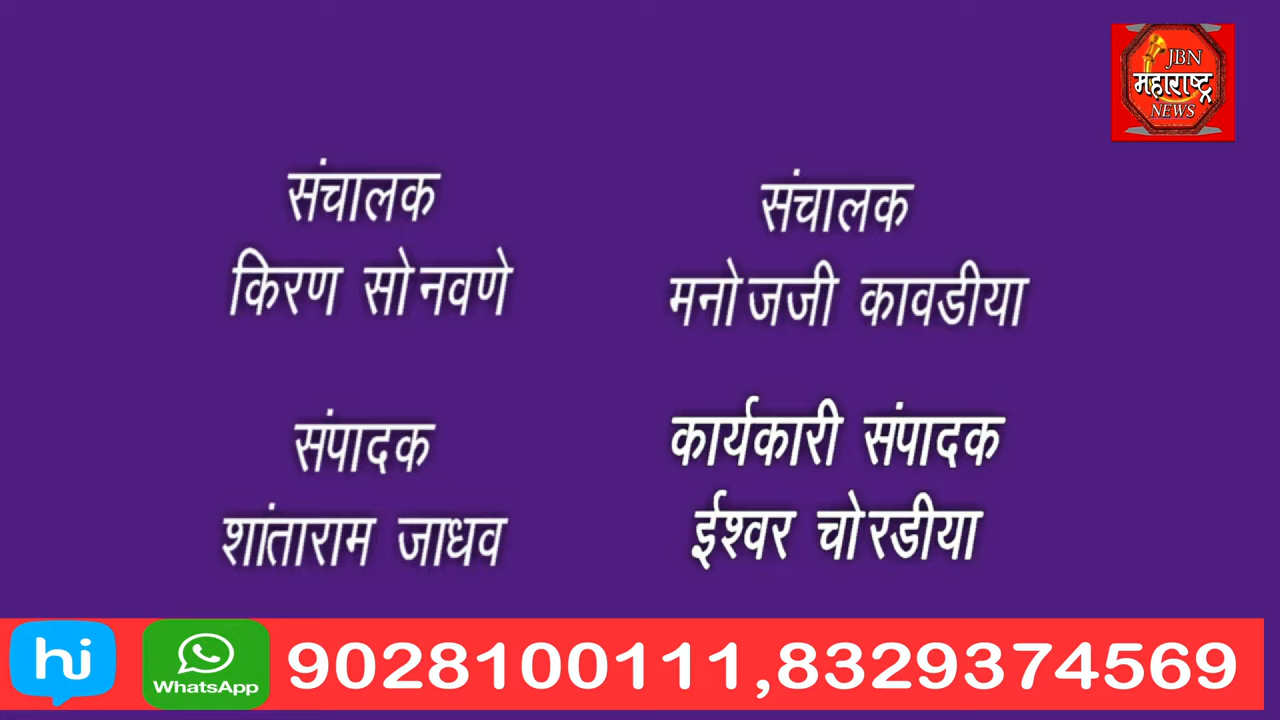 JBN
महाराष्ट्र
NEWS
संचालक
किरण सोनवणे
संचालक
मनोजजी कावडीया
संपादक
शांताराम जाधव
कार्यकारी संपादक
ईश्वर चोरडीया
hi
WhatsApp
9028100111,8329374569